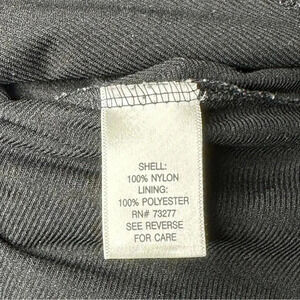 SHELL:
100% NYLON
LINING:
100% POLYESTER
RN# 73277
SEE REVERSE
FOR CARE